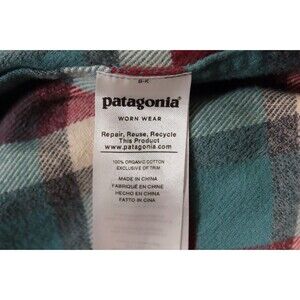 B-K
patagonia®
WORN WEAR
Repair, Reuse, Recycle
This Product
www.patagonia.com
100% ORGANIC COTTON
EXCLUSIVE OF TRIM
MADE IN CHINA
FABRIQUÉ EN CHINE
HECHO EN CHINA
FATTO IN CINA